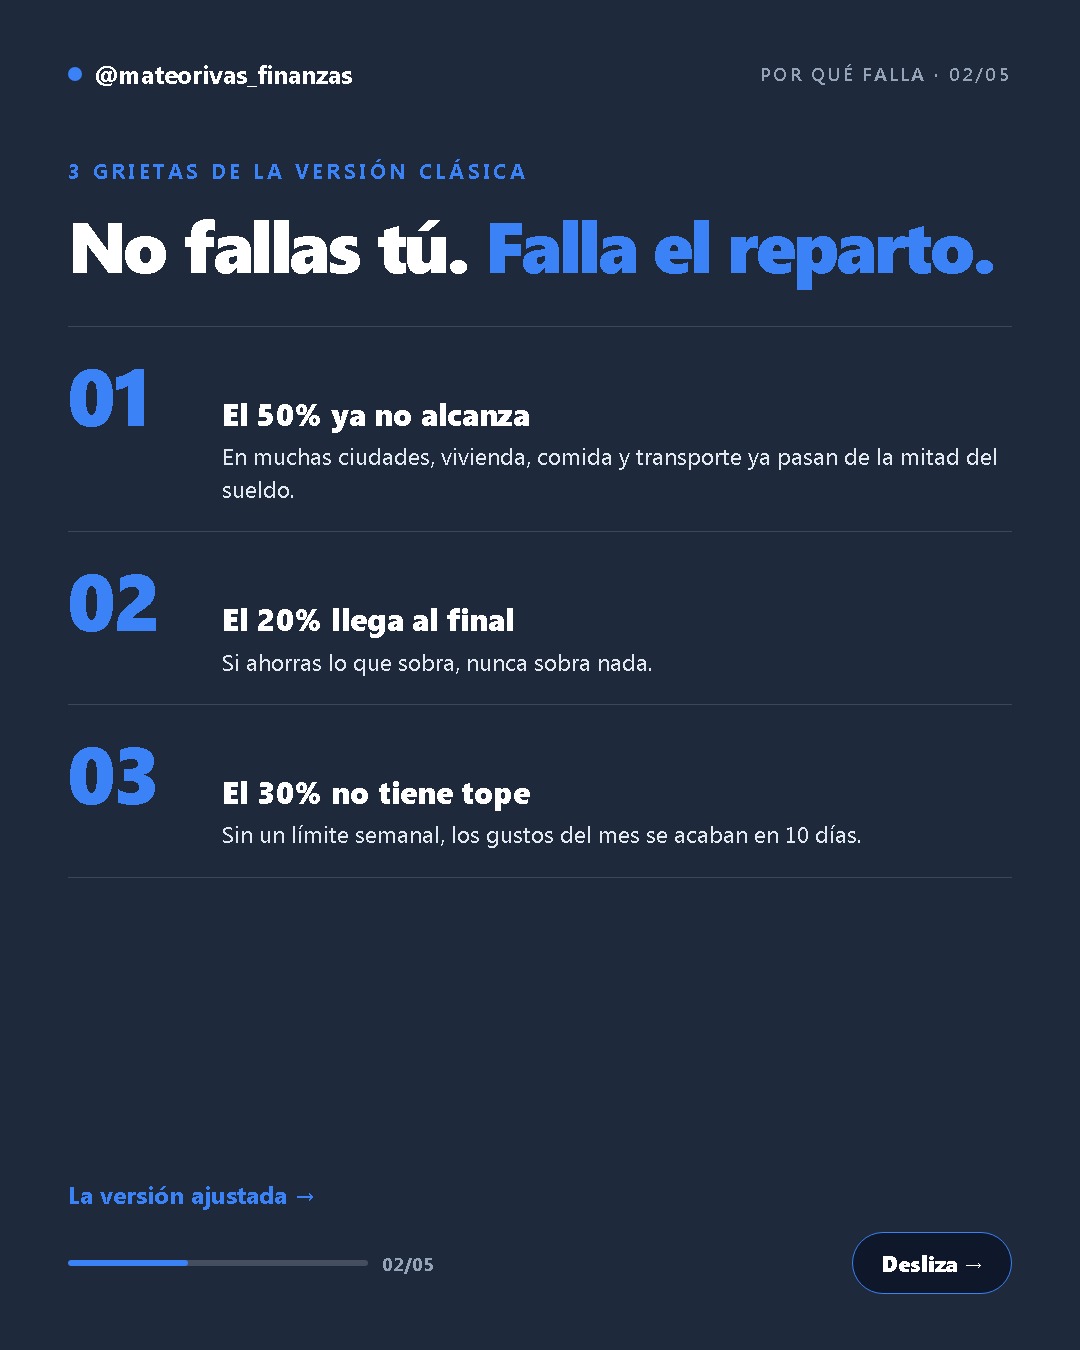 @mateorivas_finanzas
POR QUÉ FALLA · 02/05
3 GRIETAS DE LA VERSIÓN CLÁSICA
No fallas tú. Falla el reparto.
01
El 50% ya no alcanza
En muchas ciudades, vivienda, comida y transporte ya pasan de la mitad del
sueldo.
02
El 20% llega al final
Si ahorras lo que sobra, nunca sobra nada.
03
El 30% no tiene tope
Sin un límite semanal, los gustos del mes se acaban en 10 días.
La versión ajustada →
02/05
Desliza →